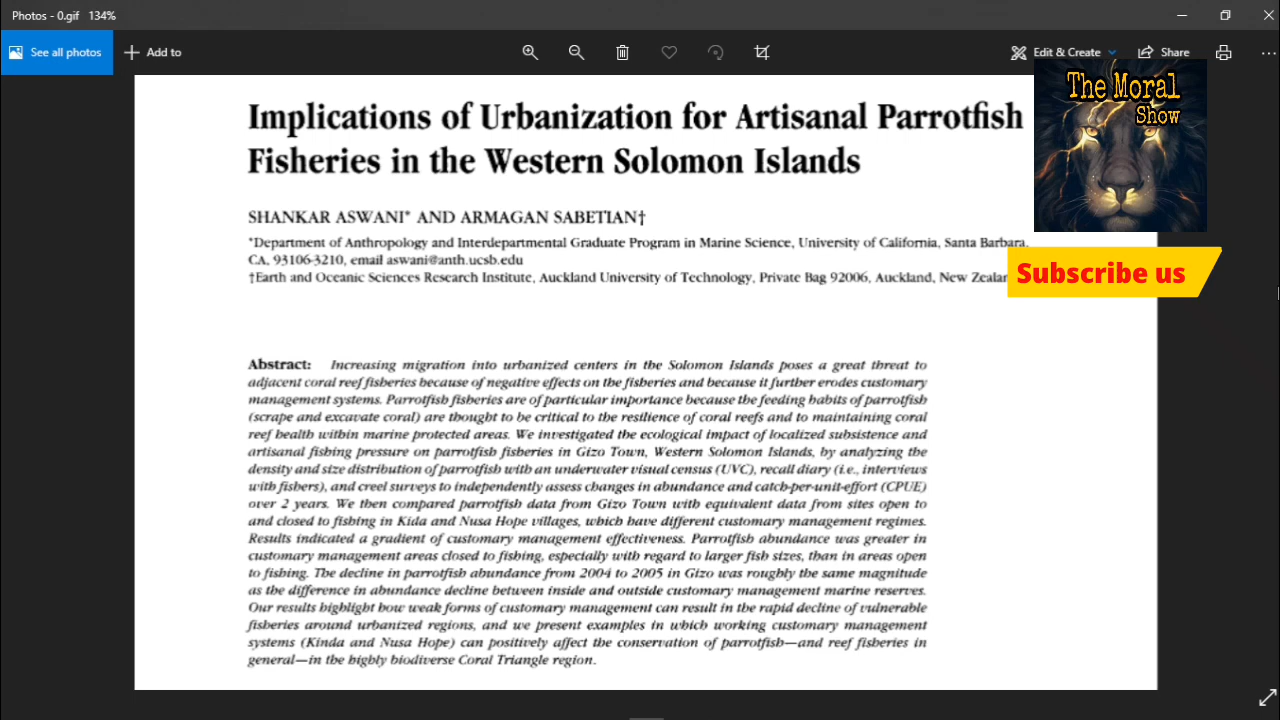 Photos - 0.gif 134%
See all photos
Add to
Edit & Create
Share
The Moral
Show
Subscribe us
Implications of Urbanization for Artisanal Parrotfish
Fisheries in the Western Solomon Islands
SHANKAR ASWANI* AND ARMAGAN SABETIAN†
*Department of Anthropology and Interdepartmental Graduate Program in Marine Science, University of California, Santa Barbara,
CA, 93106-3210, email aswani@anth.ucsb.edu
†Earth and Oceanic Sciences Research Institute, Auckland University of Technology, Private Bag 92006, Auckland, New Zealan
Abstract: Increasing migration into urbanized centers in the Solomon Islands poses a great threat to
adjacent coral reef fisheries because of negative effects on the fisheries and because it further erodes customary
management systems. Parrotfish fisheries are of particular importance because the feeding habits of parrotfish
(scrape and excavate coral) are thought to be critical to the resilience of coral reefs and to maintaining coral
reef health within marine protected areas. We investigated the ecological impact of localized subsistence and
artisanal fishing pressure on parrotfish fisheries in Gizo Town, Western Solomon Islands, by analyzing the
density and size distribution of parrotfish with an underwater visual census (UVC), recall diary (i.e., interviews
with fishers), and creel surveys to independently assess changes in abundance and catch-per-unit-effort (CPUE)
over 2 years. We then compared parrotfish data from Gizo Town with equivalent data from sites open to
and closed to fishing in Kida and Nusa Hope villages, which have different customary management regimes.
Results indicated a gradient of customary management effectiveness. Parrotfish abundance was greater in
customary management areas closed to fishing, especially with regard to larger fish sizes, than in areas open
to fishing. The decline in parrotfish abundance from 2004 to 2005 in Gizo was roughly the same magnitude
as the difference in abundance decline between inside and outside customary management marine reserves.
Our results highlight how weak forms of customary management can result in the rapid decline of vulnerable
fisheries around urbanized regions, and we present examples in which working customary management
systems (Kinda and Nusa Hope) can positively affect the conservation of parrotfish—and reef fisheries in
general—in the highly biodiverse Coral Triangle region.